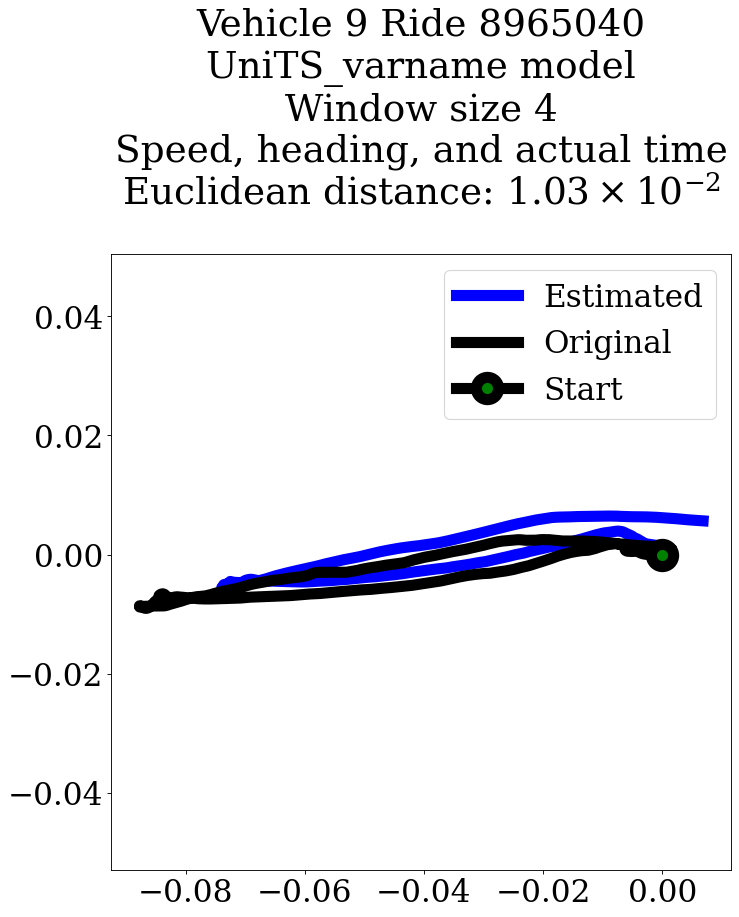 Vehicle 9 Ride 8965040
UniTS_varname model
Window size 4
Speed, heading, and actual time
Euclidean distance: 1.03 × 10⁻²
Estimated
Original
Start
0.04
0.02
0.00
−0.02
−0.04
−0.08 −0.06 −0.04 −0.02 0.00